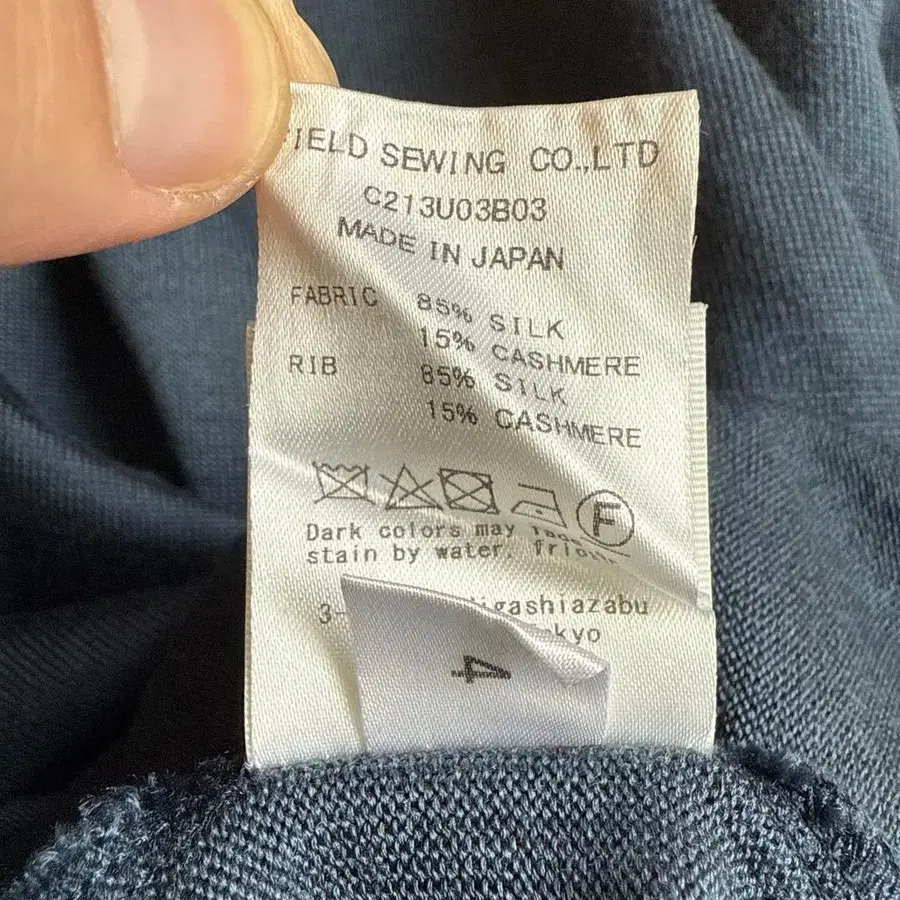 IELD SEWING CO.,LTD
C213U03B03
MADE IN JAPAN
FABRIC 85% SILK
15% CASHMERE
RIB 85% SILK
15% CASHMERE
F
Dark colors may
stain by water,
3- igashiazabu
kyo
4